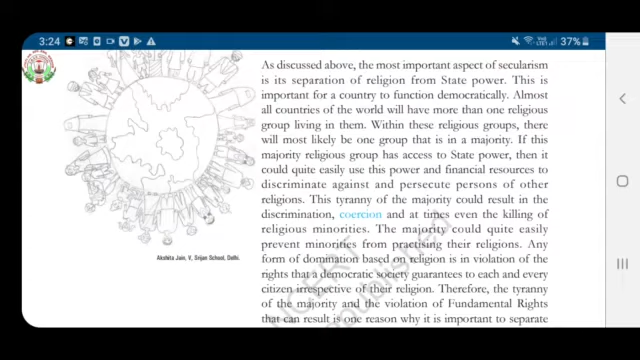 3:24
37%
As discussed above, the most important aspect of secularism
is its separation of religion from State power. This is
important for a country to function democratically. Almost
all countries of the world will have more than one religious
group living in them. Within these religious groups, there
will most likely be one group that is in a majority. If this
majority religious group has access to State power, then it
could quite easily use this power and financial resources to
discriminate against and persecute persons of other
religions. This tyranny of the majority could result in the
discrimination, coercion and at times even the killing of
religious minorities. The majority could quite easily
prevent minorities from practising their religions. Any
form of domination based on religion is in violation of the
rights that a democratic society guarantees to each and every
citizen irrespective of their religion. Therefore, the tyranny
of the majority and the violation of Fundamental Rights
that can result is one reason why it is important to separate
Akshita Jain, V, Srijan School, Delhi.
NCERT
republished